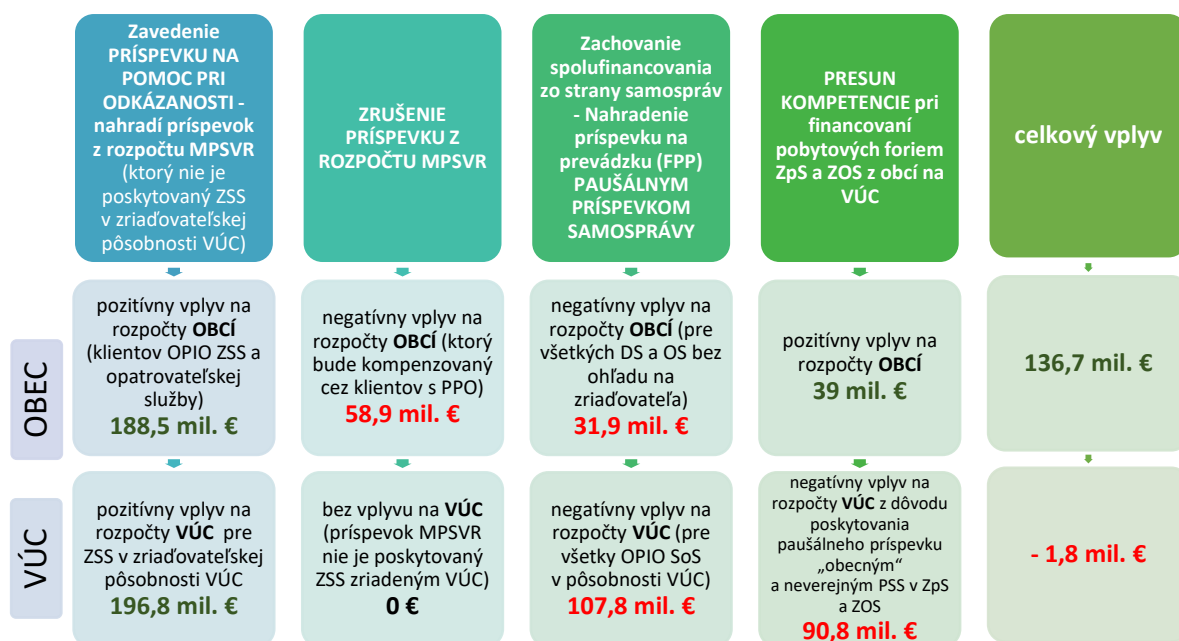 Zavedenie
PRÍSPEVKU NA
POMOC PRI
ODKÁZANOSTI -
nahradí príspevok
z rozpočtu MPSVR
(ktorý nie je
poskytovaný ZSS
v zriaďovateľskej
pôsobnosti VÚC)
ZRUŠENIE
PRÍSPEVKU Z
ROZPOČTU MPSVR
Zachovanie
spolufinancovania
zo strany samospráv
- Nahradenie
príspevku na
prevádzku (FPP)
PAUŠÁLNYM
PRÍSPEVKOM
SAMOSPRÁVY
PRESUN
KOMPETENCIE pri
financovaní
pobytových foriem
ZpS a ZOS z obcí na
VÚC
celkový vplyv
OBEC
pozitívny vplyv na
rozpočty OBCÍ
(klientov OPIO ZSS a
opatrovateľskej
služby)
188,5 mil. €
negatívny vplyv na
rozpočty OBCÍ (ktorý
bude kompenzovaný
cez klientov s PPO)
58,9 mil. €
negatívny vplyv na
rozpočty OBCÍ (pre
všetkých DS a OS bez
ohľadu na
zriaďovateľa)
31,9 mil. €
pozitívny vplyv na
rozpočty OBCÍ
39 mil. €
136,7 mil. €
VÚC
pozitívny vplyv na
rozpočty VÚC pre
ZSS v zriaďovateľskej
pôsobnosti VÚC
196,8 mil. €
bez vplyvu na VÚC
(príspevok MPSVR
nie je poskytovaný
ZSS zriadeným VÚC)
0 €
negatívny vplyv na
rozpočty VÚC (pre
všetky OPIO SoS
v pôsobnosti VÚC)
107,8 mil. €
negatívny vplyv na
rozpočty VÚC z dôvodu
poskytovania
paušálneho príspevku
„obecným“
a neverejným PSS v ZpS
a ZOS
90,8 mil. €
- 1,8 mil. €